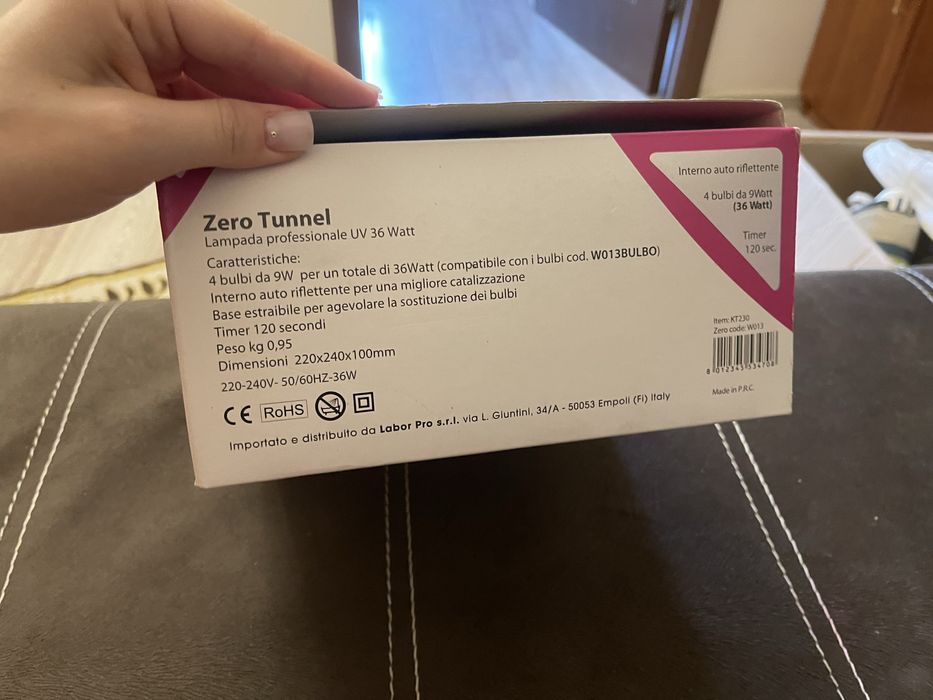 Zero Tunnel
Lampada professionale UV 36 Watt
Caratteristiche:
4 bulbi da 9W per un totale di 36Watt (compatibile con i bulbi cod. W013BULBO)
Interno auto riflettente per una migliore catalizzazione
Base estraibile per agevolare la sostituzione dei bulbi
Timer 120 secondi
Peso kg 0,95
Dimensioni 220x240x100mm
220-240V- 50/60HZ-36W
CE RoHS
Importato e distribuito da Labor Pro s.r.l. via L. Giuntini, 34/A - 50053 Empoli (Fi) Italy
Interno auto riflettente
4 bulbi da 9Watt
(36 Watt)
Timer
120 sec.
Item: KT230
Zero code: W013
8 012345 534708
Made in P.R.C.